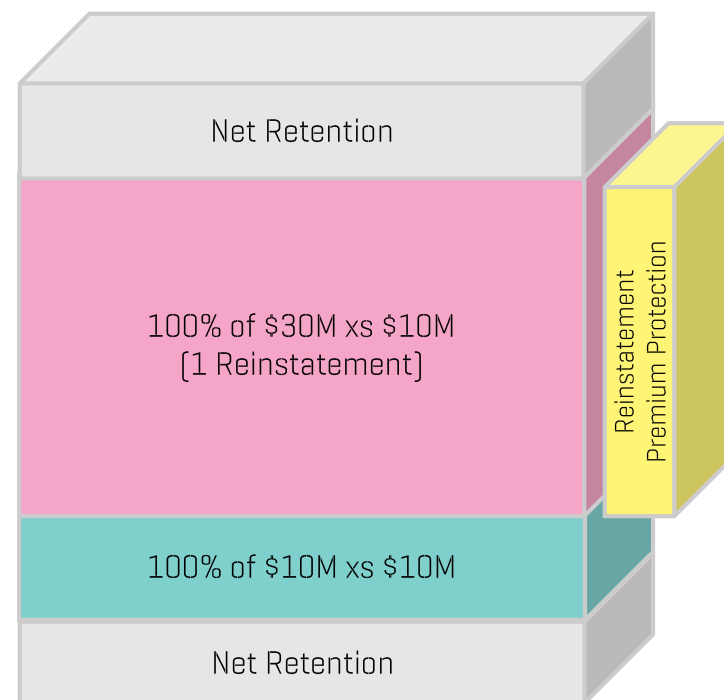 Net Retention
100% of $30M xs $10M
(1 Reinstatement)
Reinstatement
Premium Protection
100% of $10M xs $10M
Net Retention